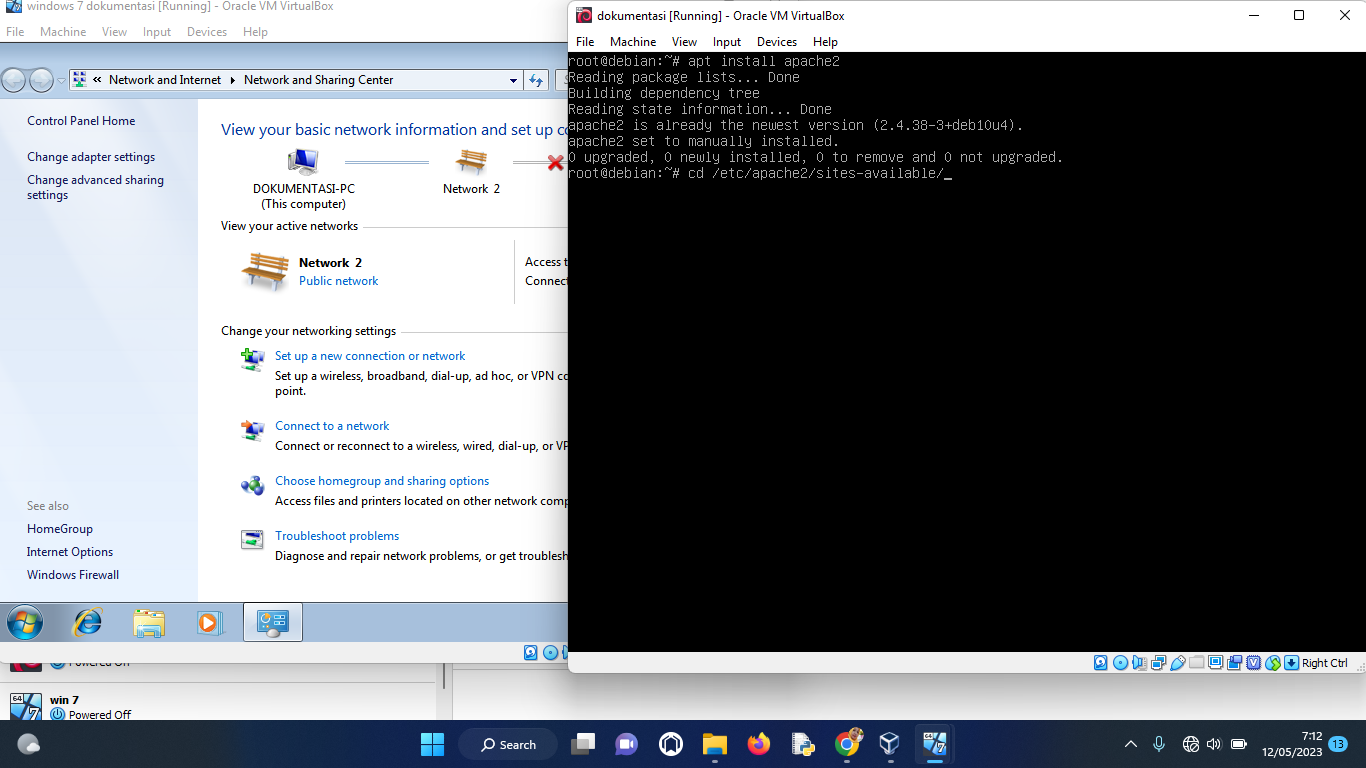 windows 7 dokumentasi [Running] - Oracle VM VirtualBox
File Machine View Input Devices Help
« Network and Internet Network and Sharing Center
Control Panel Home
Change adapter settings
Change advanced sharing
settings
See also
HomeGroup
Internet Options
Windows Firewall
View your basic network information and set up co
DOKUMENTASI-PC
(This computer)
Network 2
View your active networks
Network 2
Public network
Access t
Connect
Change your networking settings
Set up a new connection or network
Set up a wireless, broadband, dial-up, ad hoc, or VPN co
point.
Connect to a network
Connect or reconnect to a wireless, wired, dial-up, or VP
Choose homegroup and sharing options
Access files and printers located on other network comp
Troubleshoot problems
Diagnose and repair network problems, or get troublesh
dokumentasi [Running] - Oracle VM VirtualBox
File Machine View Input Devices Help
root@debian:~# apt install apache2
Reading package lists... Done
Building dependency tree
Reading state information... Done
apache2 is already the newest version (2.4.38-3+deb10u4).
apache2 set to manually installed.
0 upgraded, 0 newly installed, 0 to remove and 0 not upgraded.
root@debian:~# cd /etc/apache2/sites-available/_
Right Ctrl
Powered Off
64
win 7
Powered Off
Search
64
7:12
12/05/2023
13